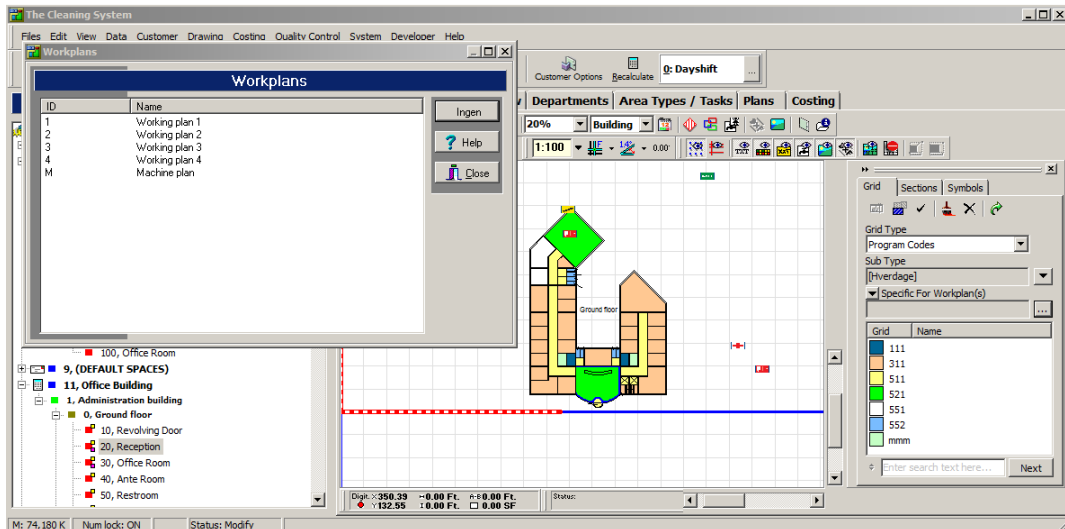 The Cleaning System
Files Edit View Data Customer Drawing Costing Quality Control System Developer Help
Workplans
Workplans
ID Name
1 Working plan 1
2 Working plan 2
3 Working plan 3
4 Working plan 4
M Machine plan
Ingen
Help
Close
Customer Options Recalculate 0: Dayshift ...
Departments Area Types / Tasks Plans Costing
20% Building
1:100 0.00
Grid Sections Symbols
Grid Type
Program Codes
Sub Type
[Hverdage]
Specific For Workplan(s)
...
Grid Name
111
311
511
521
551
552
mmm
Enter search text here... Next
Ground floor
100, Office Room
9, (DEFAULT SPACES)
11, Office Building
1, Administration building
0, Ground floor
10, Revolving Door
20, Reception
30, Office Room
40, Ante Room
50, Restroom
Digit. X 350.39 0.00 Ft. A-B 0.00 Ft. Status:
Y 132.55 0.00 Ft. 0.00 SF
M: 74,180 K Num lock: ON Status: Modify